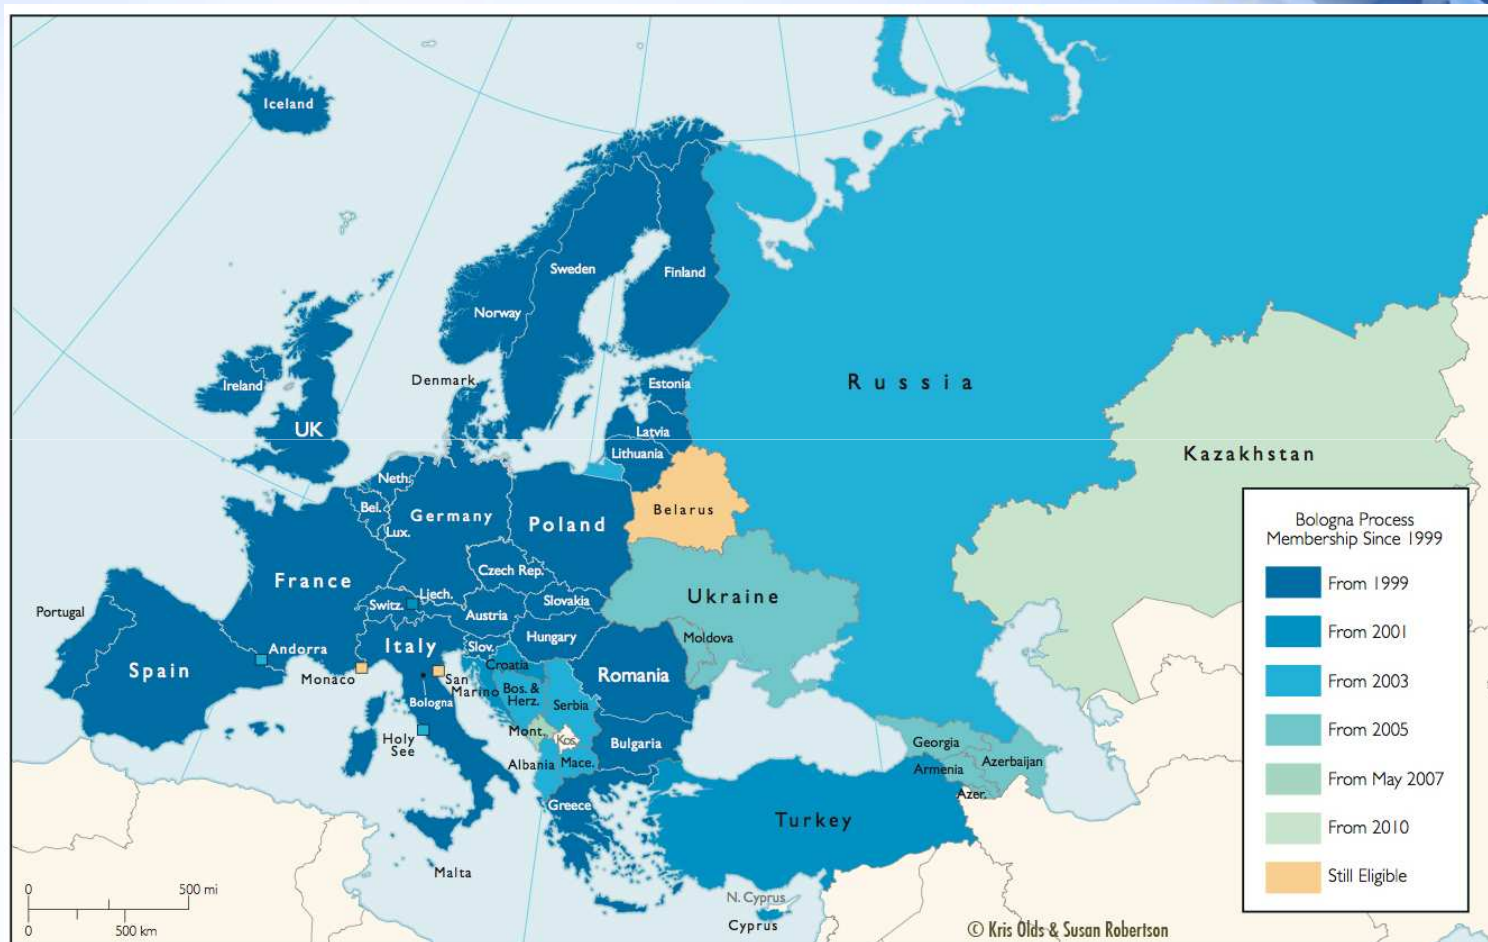 Iceland
Sweden
Finland
Norway
Russia
Denmark
Estonia
Ireland
UK
Latvia
Lithuania
Kazakhstan
Neth.
Belarus
Bel.
Germany
Poland
Lux.
Czech Rep.
France
Liech.
Switz.
Slovakia
Austria
Ukraine
Portugal
Hungary
Moldova
Italy
Slov.
Andorra
Croatia
Spain
Monaco
San
Marino
Romania
Bos. &
Herz.
Serbia
Bologna
Mont.
Kos.
Holy
See
Bulgaria
Georgia
Albania
Mace.
Azerbaijan
Armenia
Azer.
Greece
Turkey
Malta
N. Cyprus
Cyprus
0 500 mi
0 500 km
Bologna Process
Membership Since 1999
From 1999
From 2001
From 2003
From 2005
From May 2007
From 2010
Still Eligible
© Kris Olds & Susan Robertson